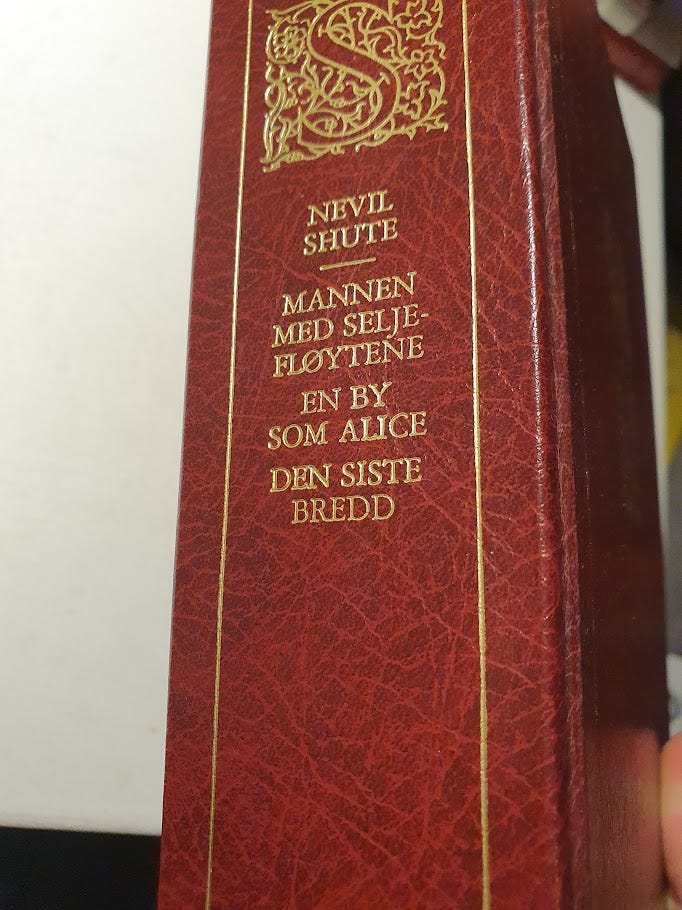 S
NEVIL
SHUTE
MANNEN
MED SELJE-
FLØYTENE
EN BY
SOM ALICE
DEN SISTE
BREDD